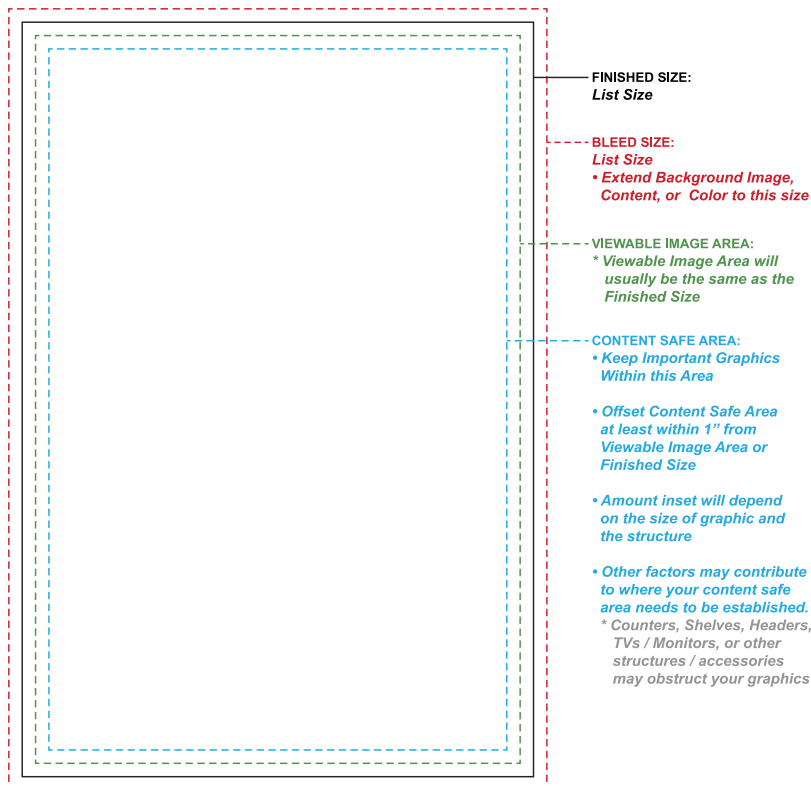 FINISHED SIZE:
List Size
BLEED SIZE:
List Size
• Extend Background Image,
Content, or Color to this size
VIEWABLE IMAGE AREA:
* Viewable Image Area will
usually be the same as the
Finished Size
CONTENT SAFE AREA:
• Keep Important Graphics
Within this Area
• Offset Content Safe Area
at least within 1” from
Viewable Image Area or
Finished Size
• Amount inset will depend
on the size of graphic and
the structure
• Other factors may contribute
to where your content safe
area needs to be established.
* Counters, Shelves, Headers,
TVs / Monitors, or other
structures / accessories
may obstruct your graphics